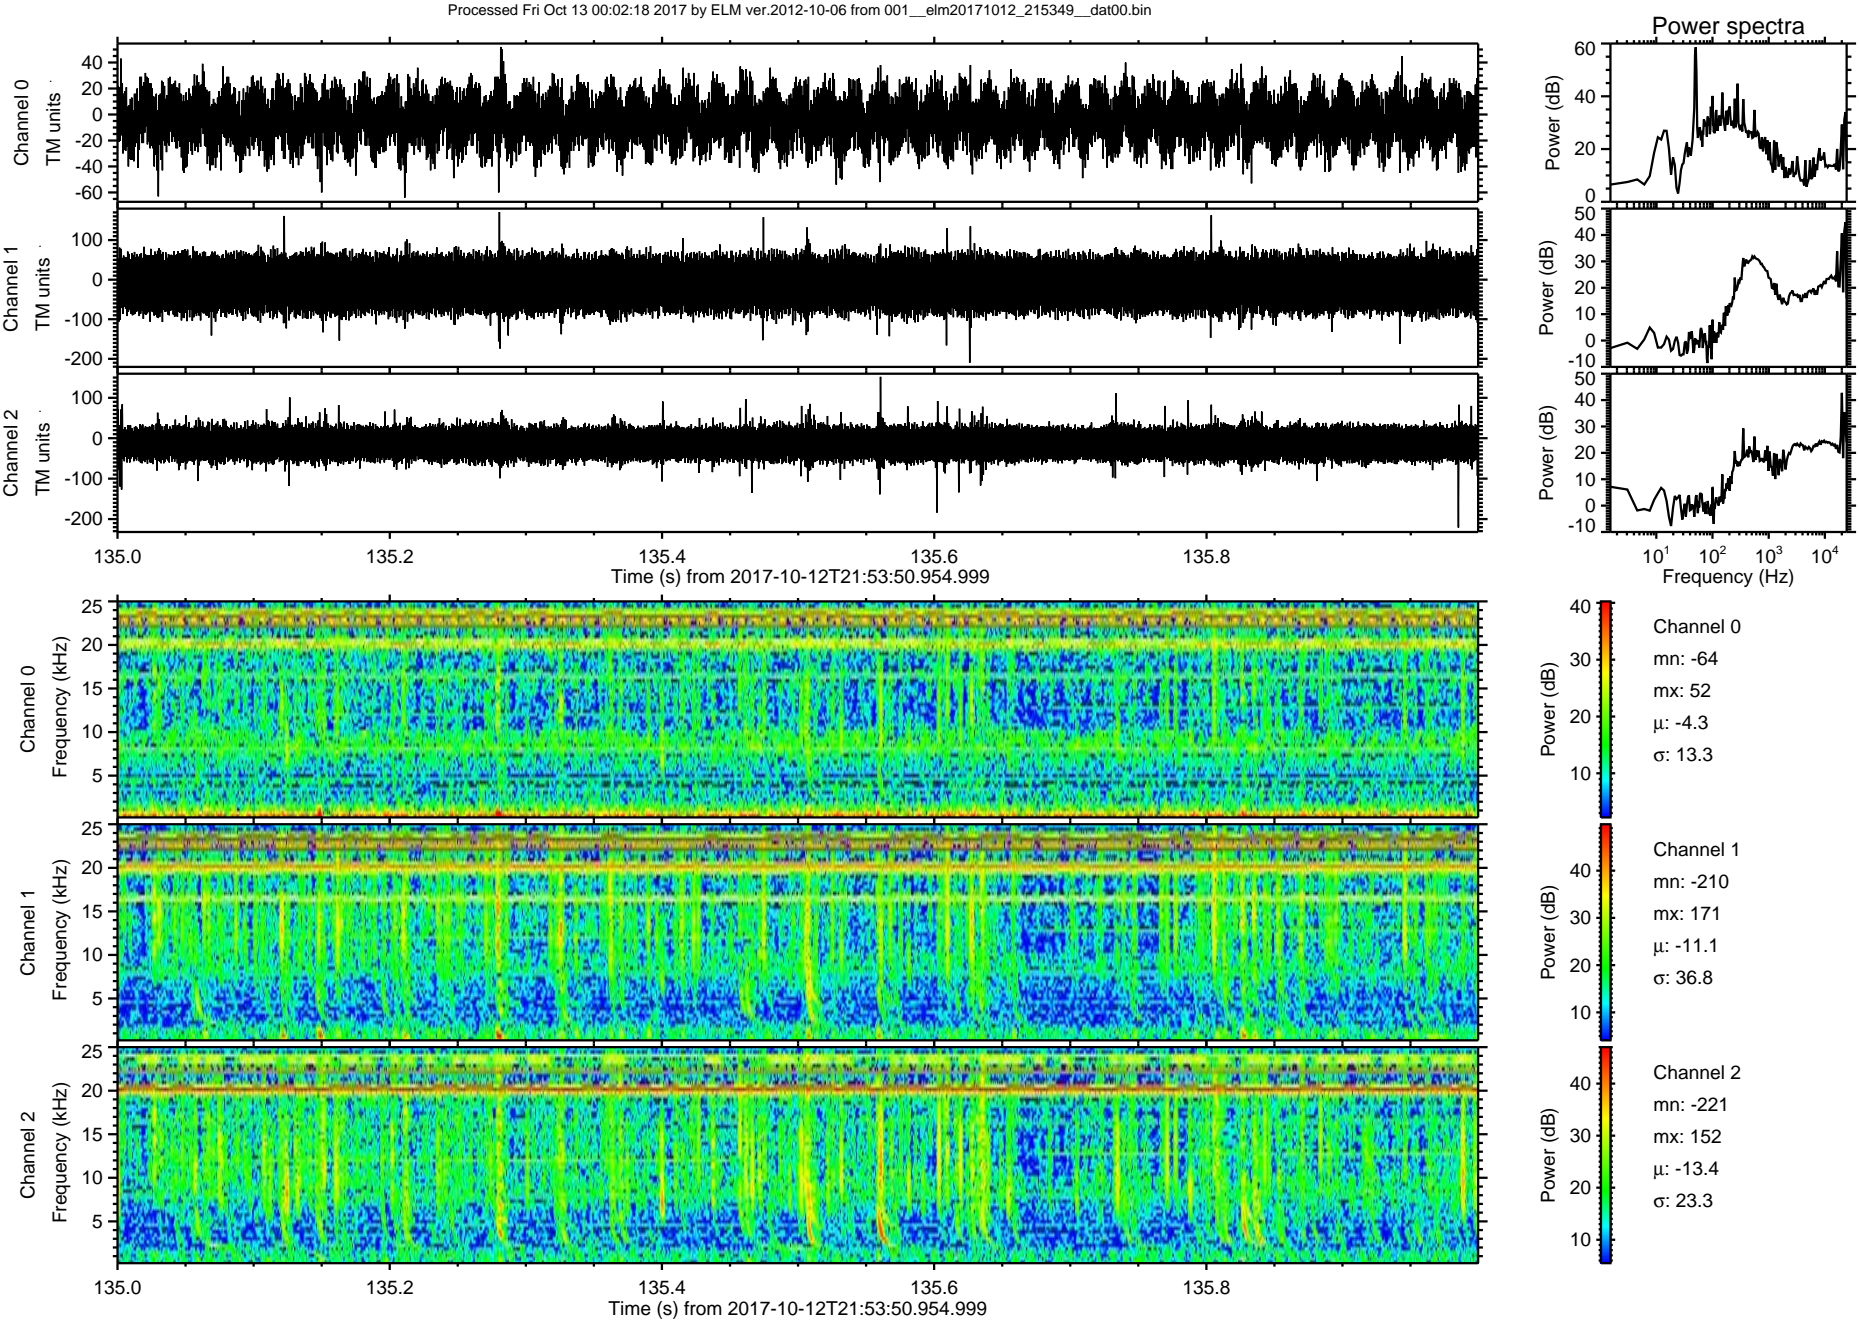 Processed Fri Oct 13 00:02:18 2017 by ELM ver.2012-10-06 from 001__elm20171012_215349__dat00.bin
Power spectra
Channel 0
TM units
40
20
0
-20
-40
-60
Power (dB)
60
40
20
0
Channel 1
TM units
100
0
-100
-200
Power (dB)
50
40
30
20
10
0
-10
Channel 2
TM units
100
0
-100
-200
Power (dB)
50
40
30
20
10
0
-10
135.0 135.2 135.4 135.6 135.8
Time (s) from 2017-10-12T21:53:50.954.999
10^1 10^2 10^3 10^4
Frequency (Hz)
Channel 0
Frequency (kHz)
25
20
15
10
5
Power (dB)
40
30
20
10
Channel 0
mn: -64
mx: 52
μ: -4.3
σ: 13.3
Channel 1
Frequency (kHz)
25
20
15
10
5
Power (dB)
40
30
20
10
Channel 1
mn: -210
mx: 171
μ: -11.1
σ: 36.8
Channel 2
Frequency (kHz)
25
20
15
10
5
Power (dB)
40
30
20
10
Channel 2
mn: -221
mx: 152
μ: -13.4
σ: 23.3
135.0 135.2 135.4 135.6 135.8
Time (s) from 2017-10-12T21:53:50.954.999